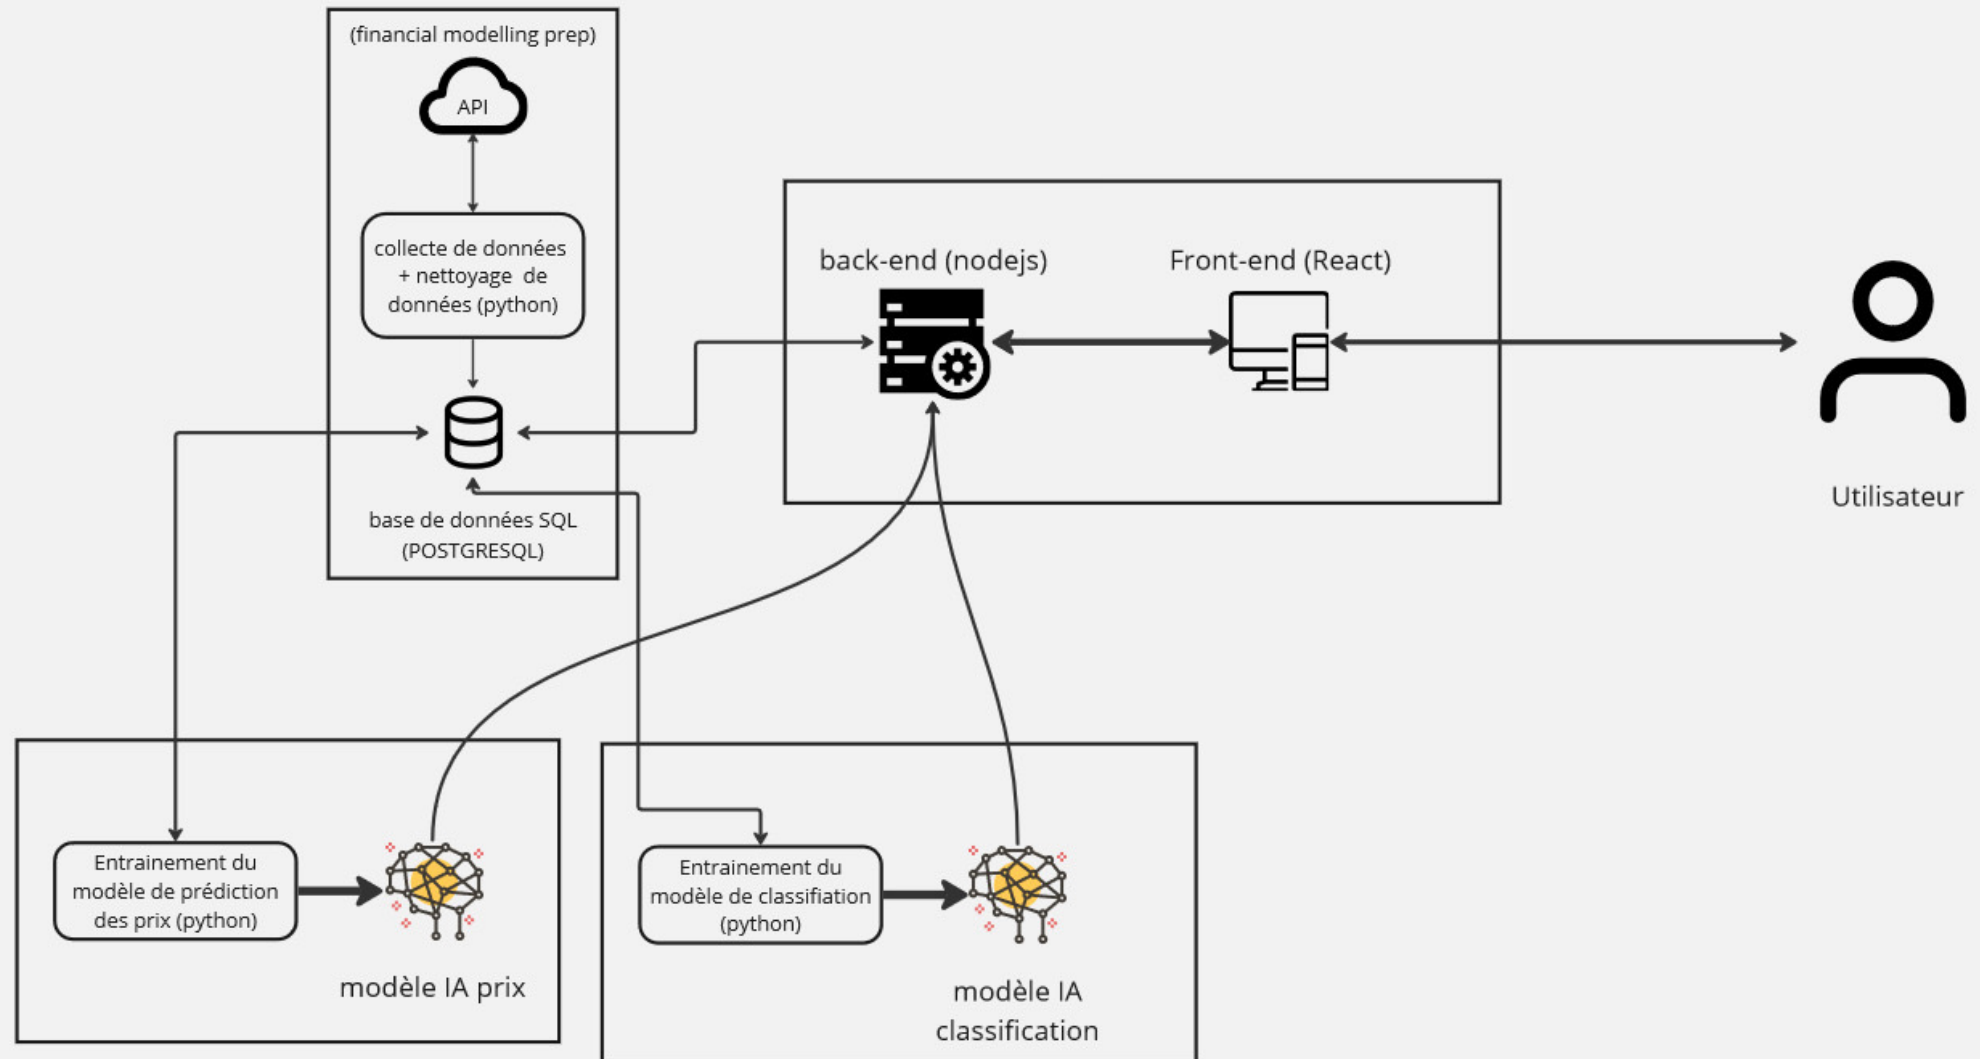 (financial modelling prep)
API
collecte de données
+ nettoyage de
données (python)
base de données SQL
(POSTGRESQL)
back-end (nodejs)
Front-end (React)
Utilisateur
Entrainement du
modèle de prédiction
des prix (python)
modèle IA prix
Entrainement du
modèle de classifiation
(python)
modèle IA
classification